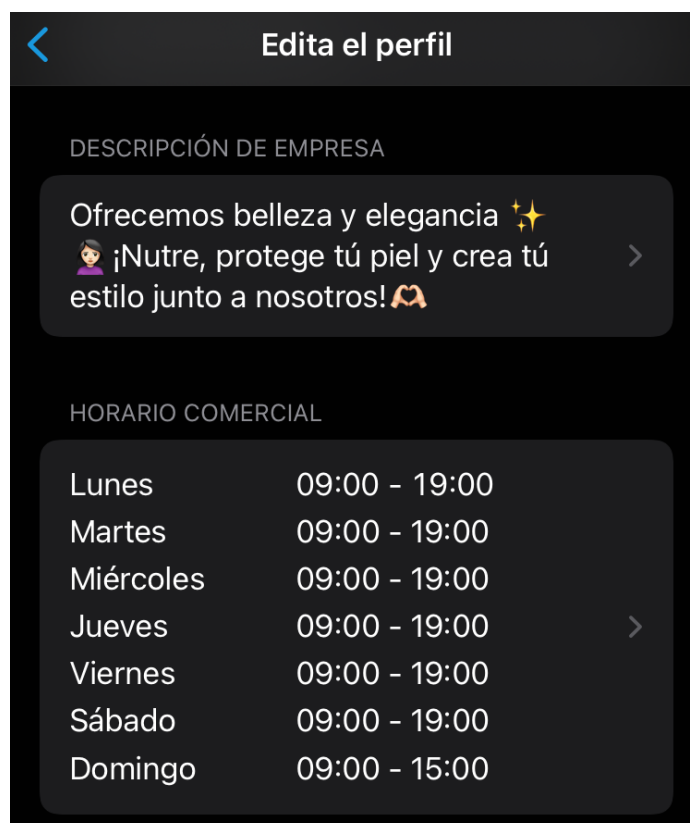 Edita el perfil
DESCRIPCIÓN DE EMPRESA
Ofrecemos belleza y elegancia ✨
🙍🏻‍♀️ ¡Nutre, protege tú piel y crea tú
estilo junto a nosotros!🫶🏻
HORARIO COMERCIAL
Lunes 09:00 - 19:00
Martes 09:00 - 19:00
Miércoles 09:00 - 19:00
Jueves 09:00 - 19:00
Viernes 09:00 - 19:00
Sábado 09:00 - 19:00
Domingo 09:00 - 15:00